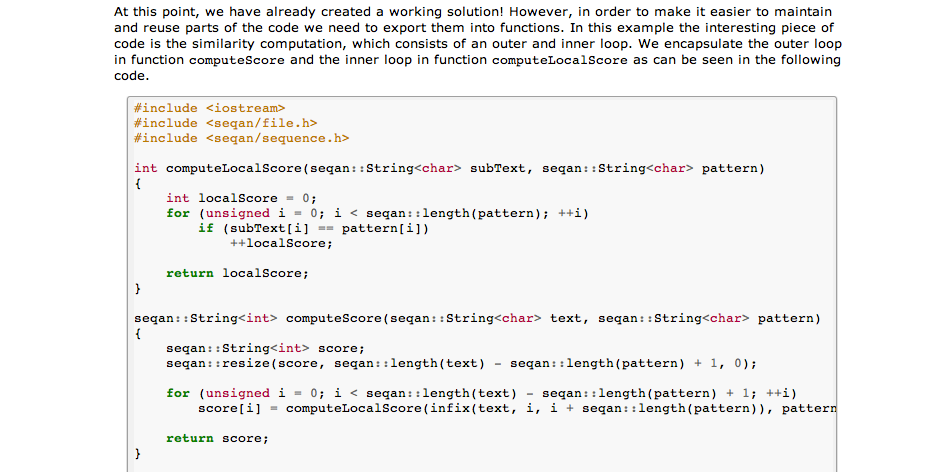 At this point, we have already created a working solution! However, in order to make it easier to maintain
and reuse parts of the code we need to export them into functions. In this example the interesting piece of
code is the similarity computation, which consists of an outer and inner loop. We encapsulate the outer loop
in function computeScore and the inner loop in function computeLocalScore as can be seen in the following
code.
#include <iostream>
#include <seqan/file.h>
#include <seqan/sequence.h>
int computeLocalScore(seqan::String<char> subText, seqan::String<char> pattern)
{
int localScore = 0;
for (unsigned i = 0; i < seqan::length(pattern); ++i)
if (subText[i] == pattern[i])
++localScore;
return localScore;
}
seqan::String<int> computeScore(seqan::String<char> text, seqan::String<char> pattern)
{
seqan::String<int> score;
seqan::resize(score, seqan::length(text) - seqan::length(pattern) + 1, 0);
for (unsigned i = 0; i < seqan::length(text) - seqan::length(pattern) + 1; ++i)
score[i] = computeLocalScore(infix(text, i, i + seqan::length(pattern)), pattern
return score;
}